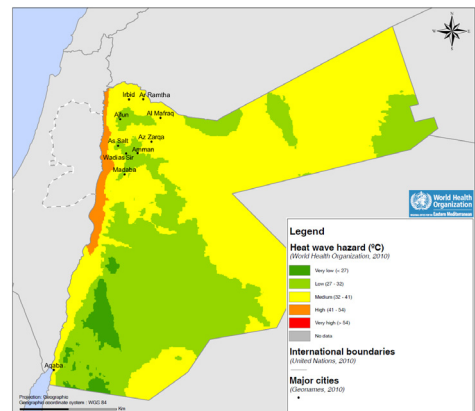 N
Irbid
Ar Ramtha
Ajlun
Al Mafraq
Az Zarqa
As Salt
Amman
Wadias Sir
Madaba
World Health
Organization
Eastern Mediterranean
Legend
Heat wave hazard (ºC)
(World Health Organization, 2010)
Very low (< 27)
Low (27 - 32)
Medium (32 - 41)
High (41 - 54)
Very high (> 54)
No data
International boundaries
(United Nations, 2010)
Major cities
(Geonames, 2010)
Aqaba
Projection: Geographic
Geographic coordinate system : WGS 84
Km